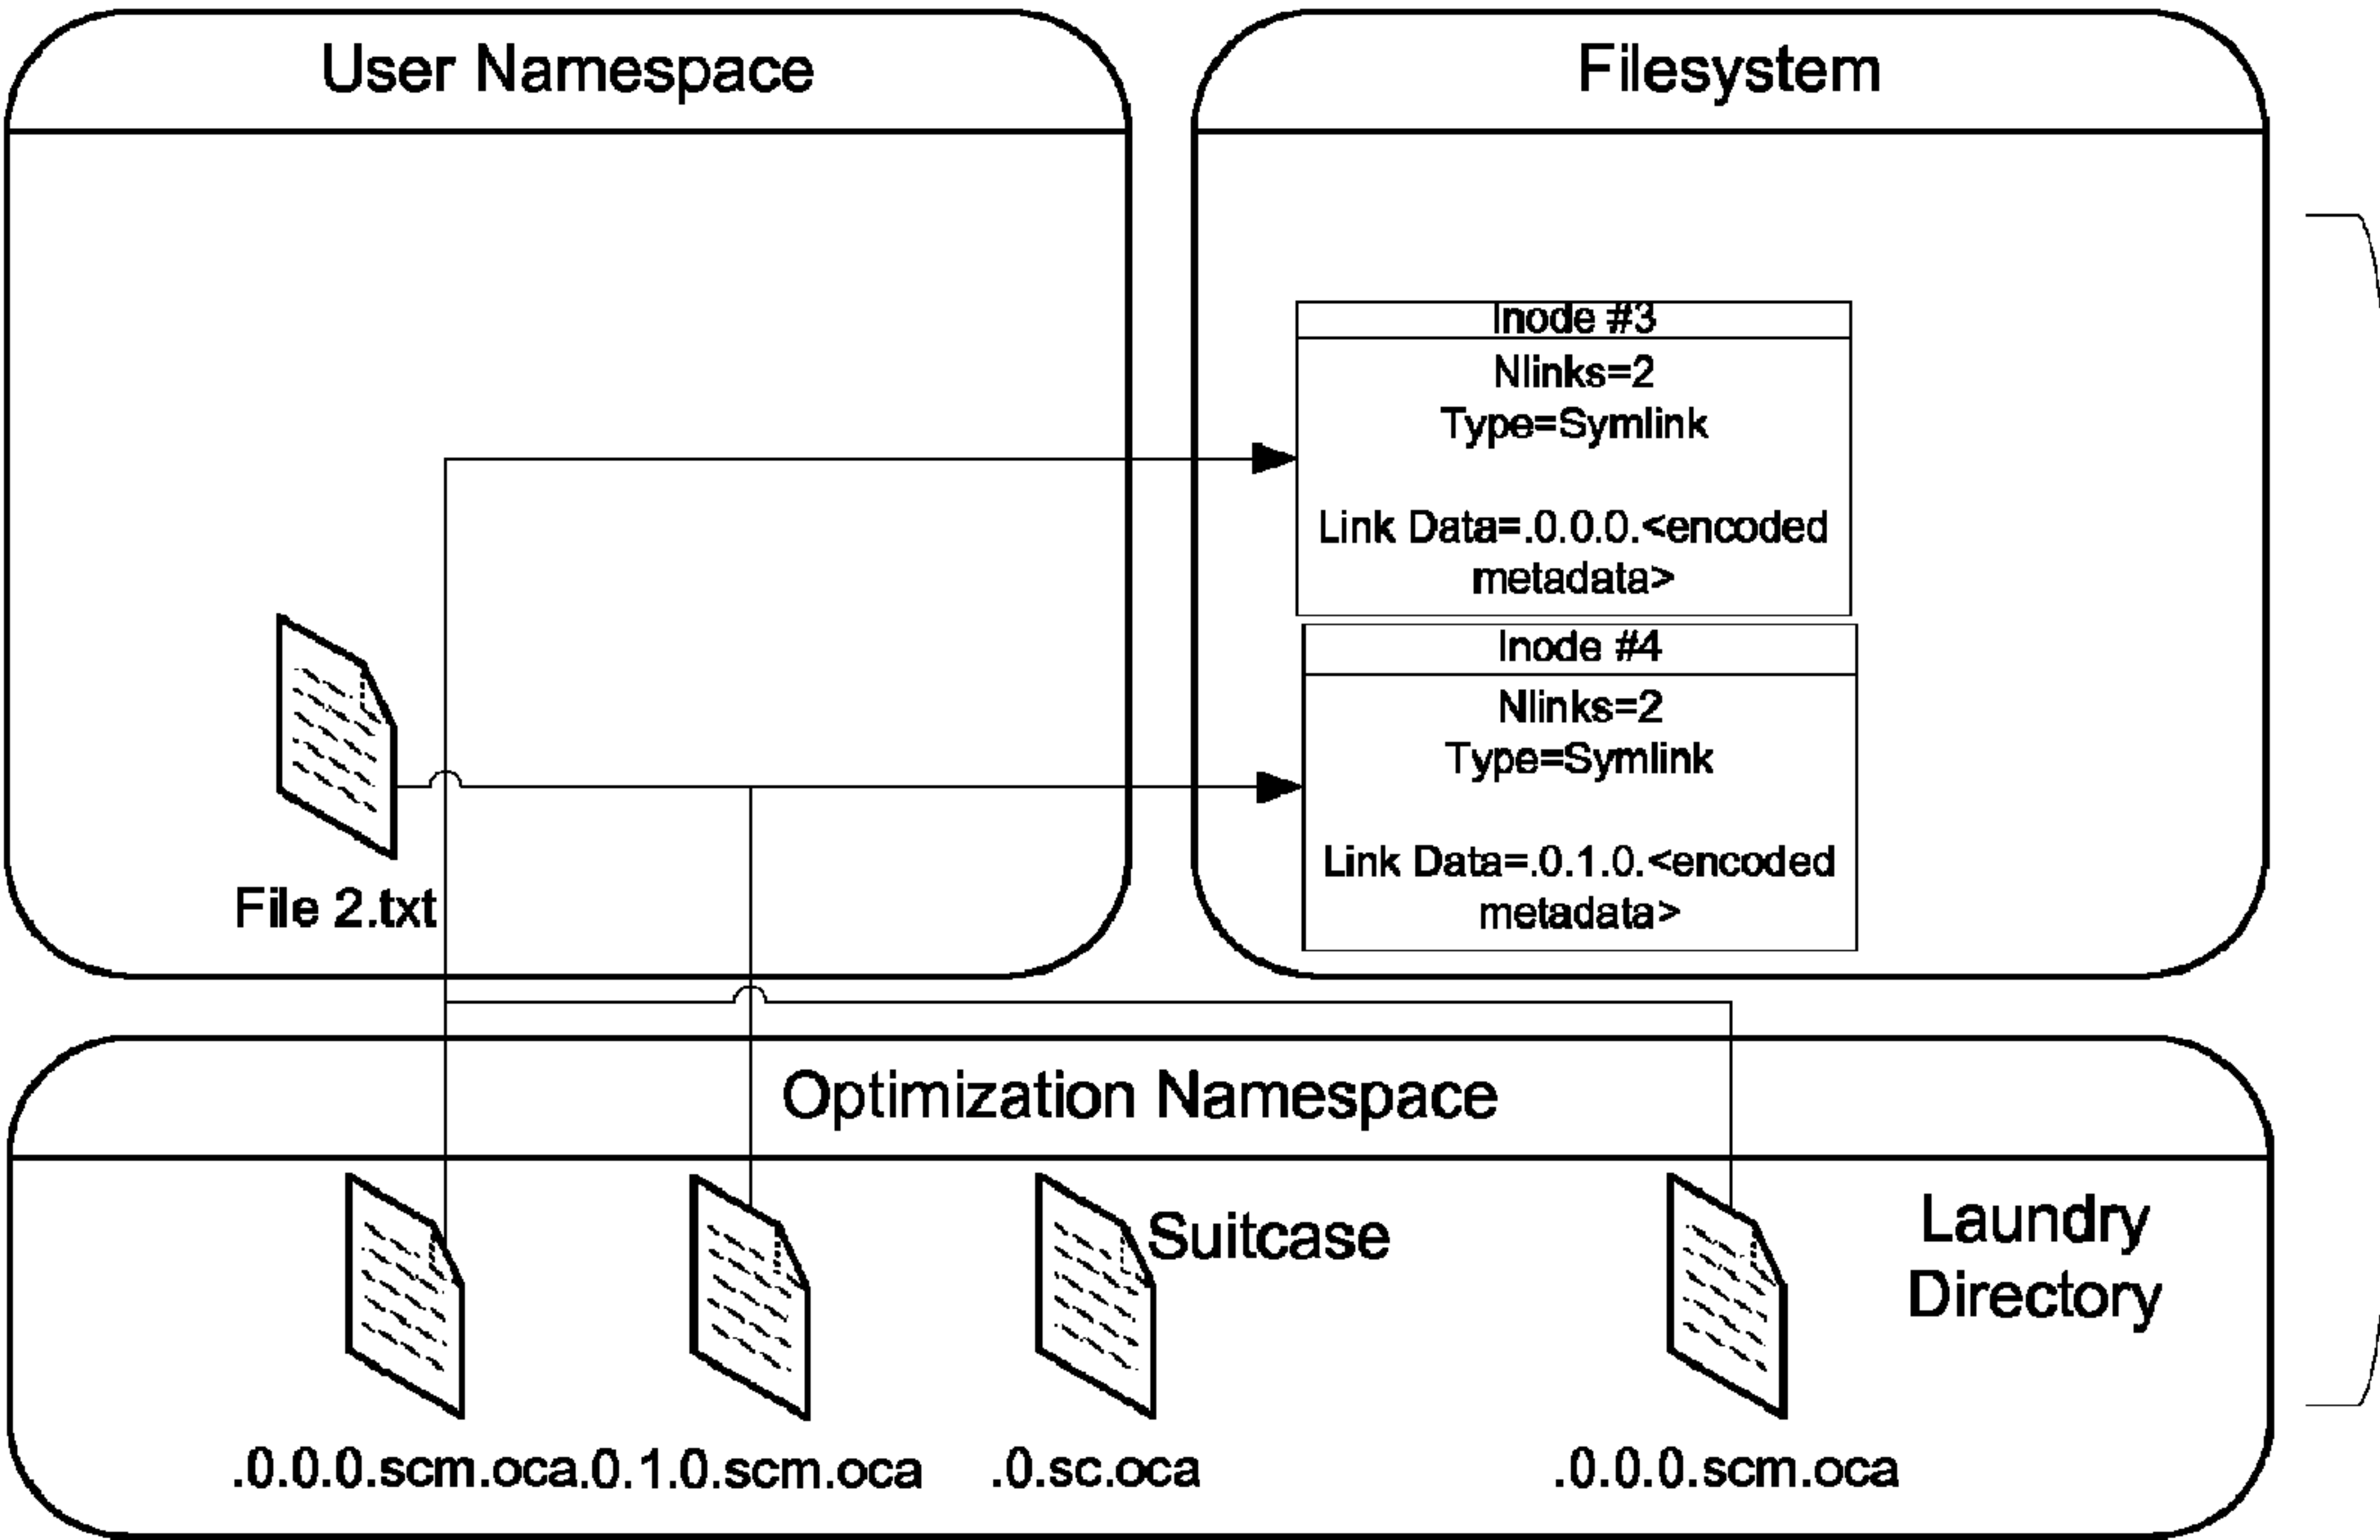 User Namespace
Filesystem
Inode #3
Nlinks=2
Type=Symlink
Link Data=.0.0.0.<encoded
metadata>
Inode #4
Nlinks=2
Type=Symlink
Link Data=.0.1.0.<encoded
metadata>
File 2.txt
Optimization Namespace
Suitcase
Laundry
Directory
.0.0.0.scm.oca
.0.1.0.scm.oca
.0.sc.oca
.0.0.0.scm.oca